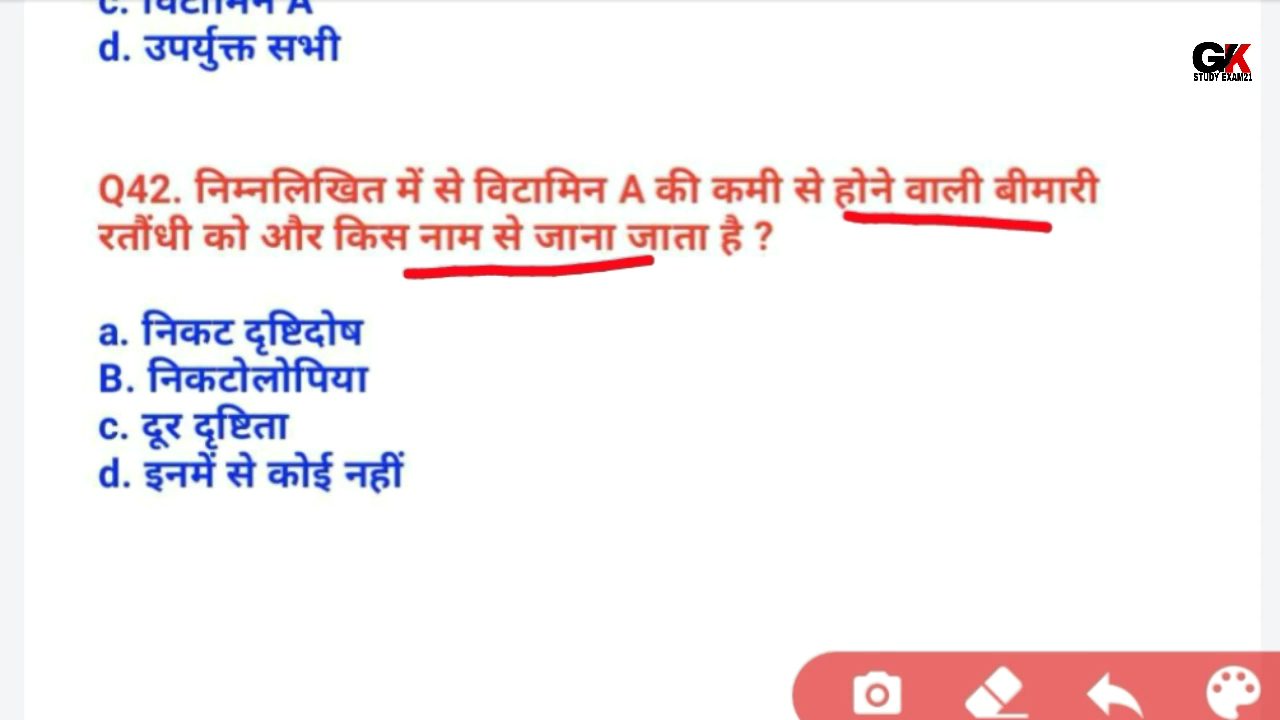 c. विटामिन A
d. उपर्युक्त सभी
GK
STUDY EXAM21
Q42. निम्नलिखित में से विटामिन A की कमी से होने वाली बीमारी
रतौंधी को और किस नाम से जाना जाता है ?
a. निकट दृष्टिदोष
B. निकटोलोपिया
c. दूर दृष्टिता
d. इनमें से कोई नहीं